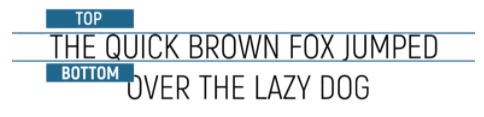 TOP
THE QUICK BROWN FOX JUMPED
BOTTOM
OVER THE LAZY DOG